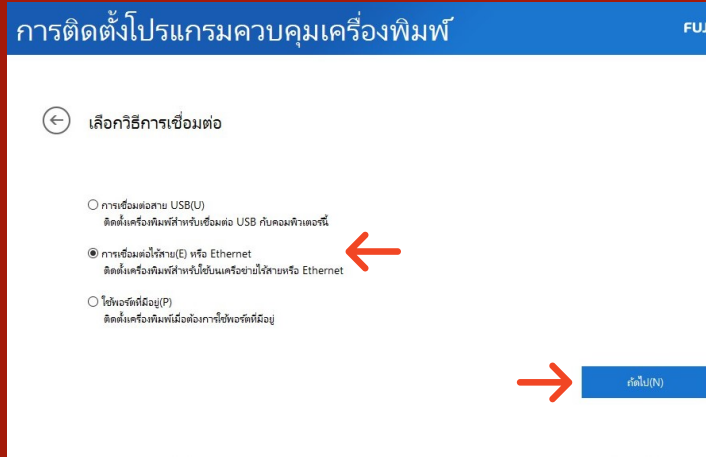 การติดตั้งโปรแกรมควบคุมเครื่องพิมพ์
เลือกวิธีการเชื่อมต่อ
การเชื่อมต่อสาย USB(U)
ติดตั้งเครื่องพิมพ์สำหรับเชื่อมต่อ USB กับคอมพิวเตอร์นี้
การเชื่อมต่อไร้สาย(E) หรือ Ethernet
ติดตั้งเครื่องพิมพ์สำหรับใช้บนเครือข่ายไร้สายหรือ Ethernet
ใช้พอร์ตที่มีอยู่(P)
ติดตั้งเครื่องพิมพ์เมื่อต้องการใช้พอร์ตที่มีอยู่
ถัดไป(N)